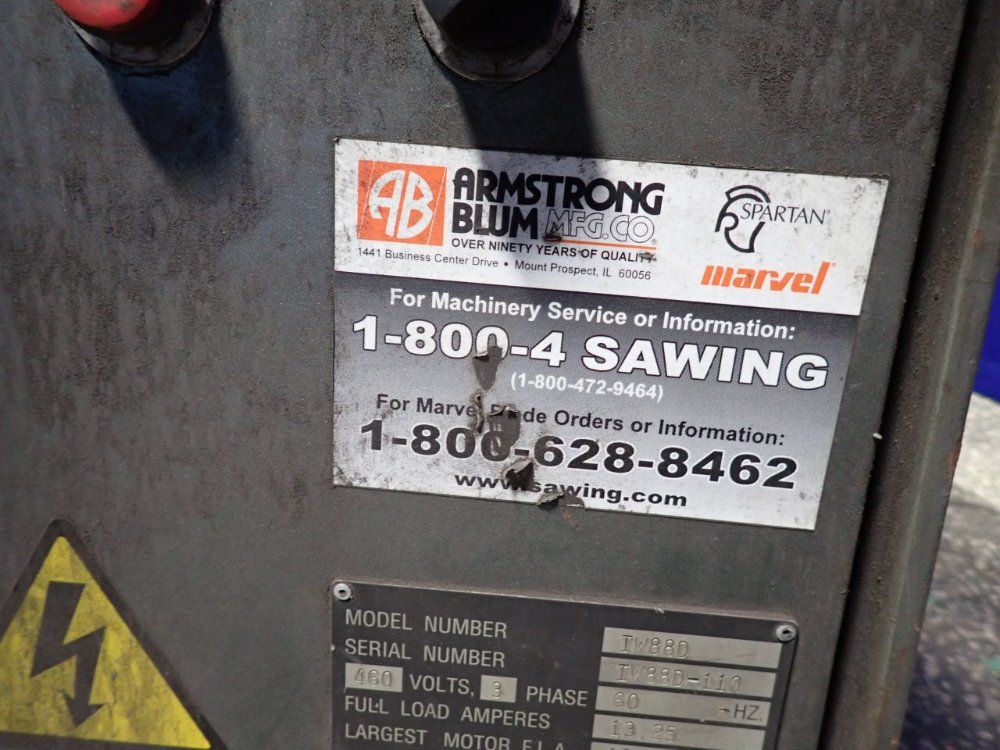 AB
ARMSTRONG
BLUM MFG.CO.®
OVER NINETY YEARS OF QUALITY
1441 Business Center Drive • Mount Prospect, IL 60056
SPARTAN®
marvel®
For Machinery Service or Information:
1-800-4 SAWING
(1-800-472-9464)
For Marvel Orders or Information:
1-800-628-8462
www.sawing.com
MODEL NUMBER IW88D
SERIAL NUMBER IW88D-110
460 VOLTS, 3 PHASE 60 ~HZ.
FULL LOAD AMPERES 13.25
LARGEST MOTOR F.L.A.